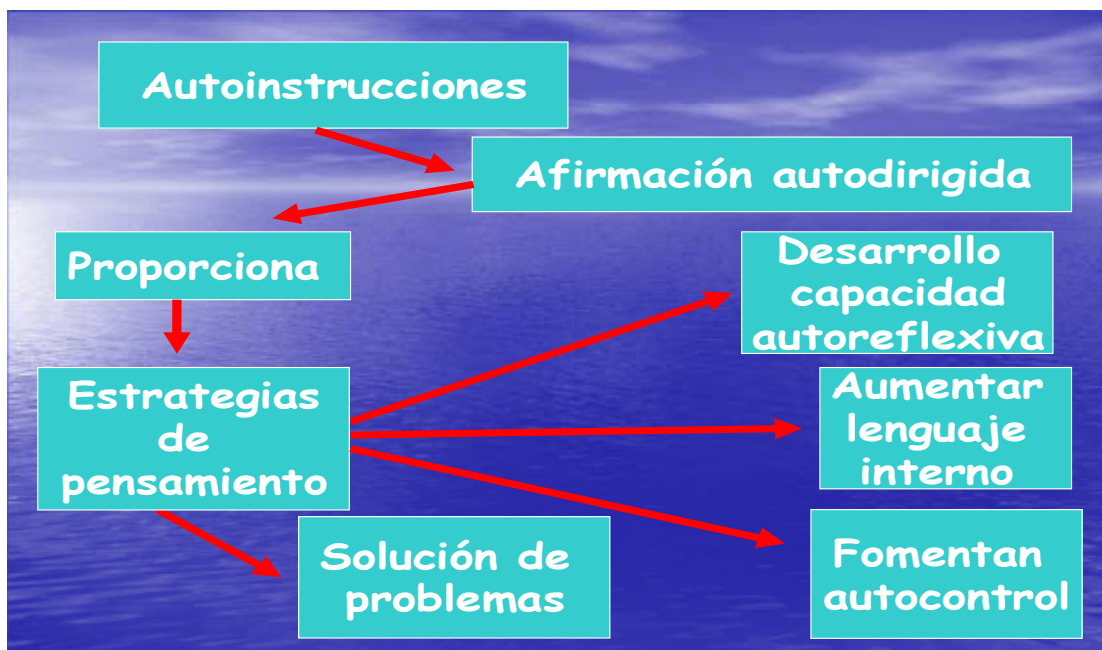 Autoinstrucciones
Afirmación autodirigida
Proporciona
Desarrollo
capacidad
autoreflexiva
Estrategias
de
pensamiento
Aumentar
lenguaje
interno
Solución de
problemas
Fomentan
autocontrol